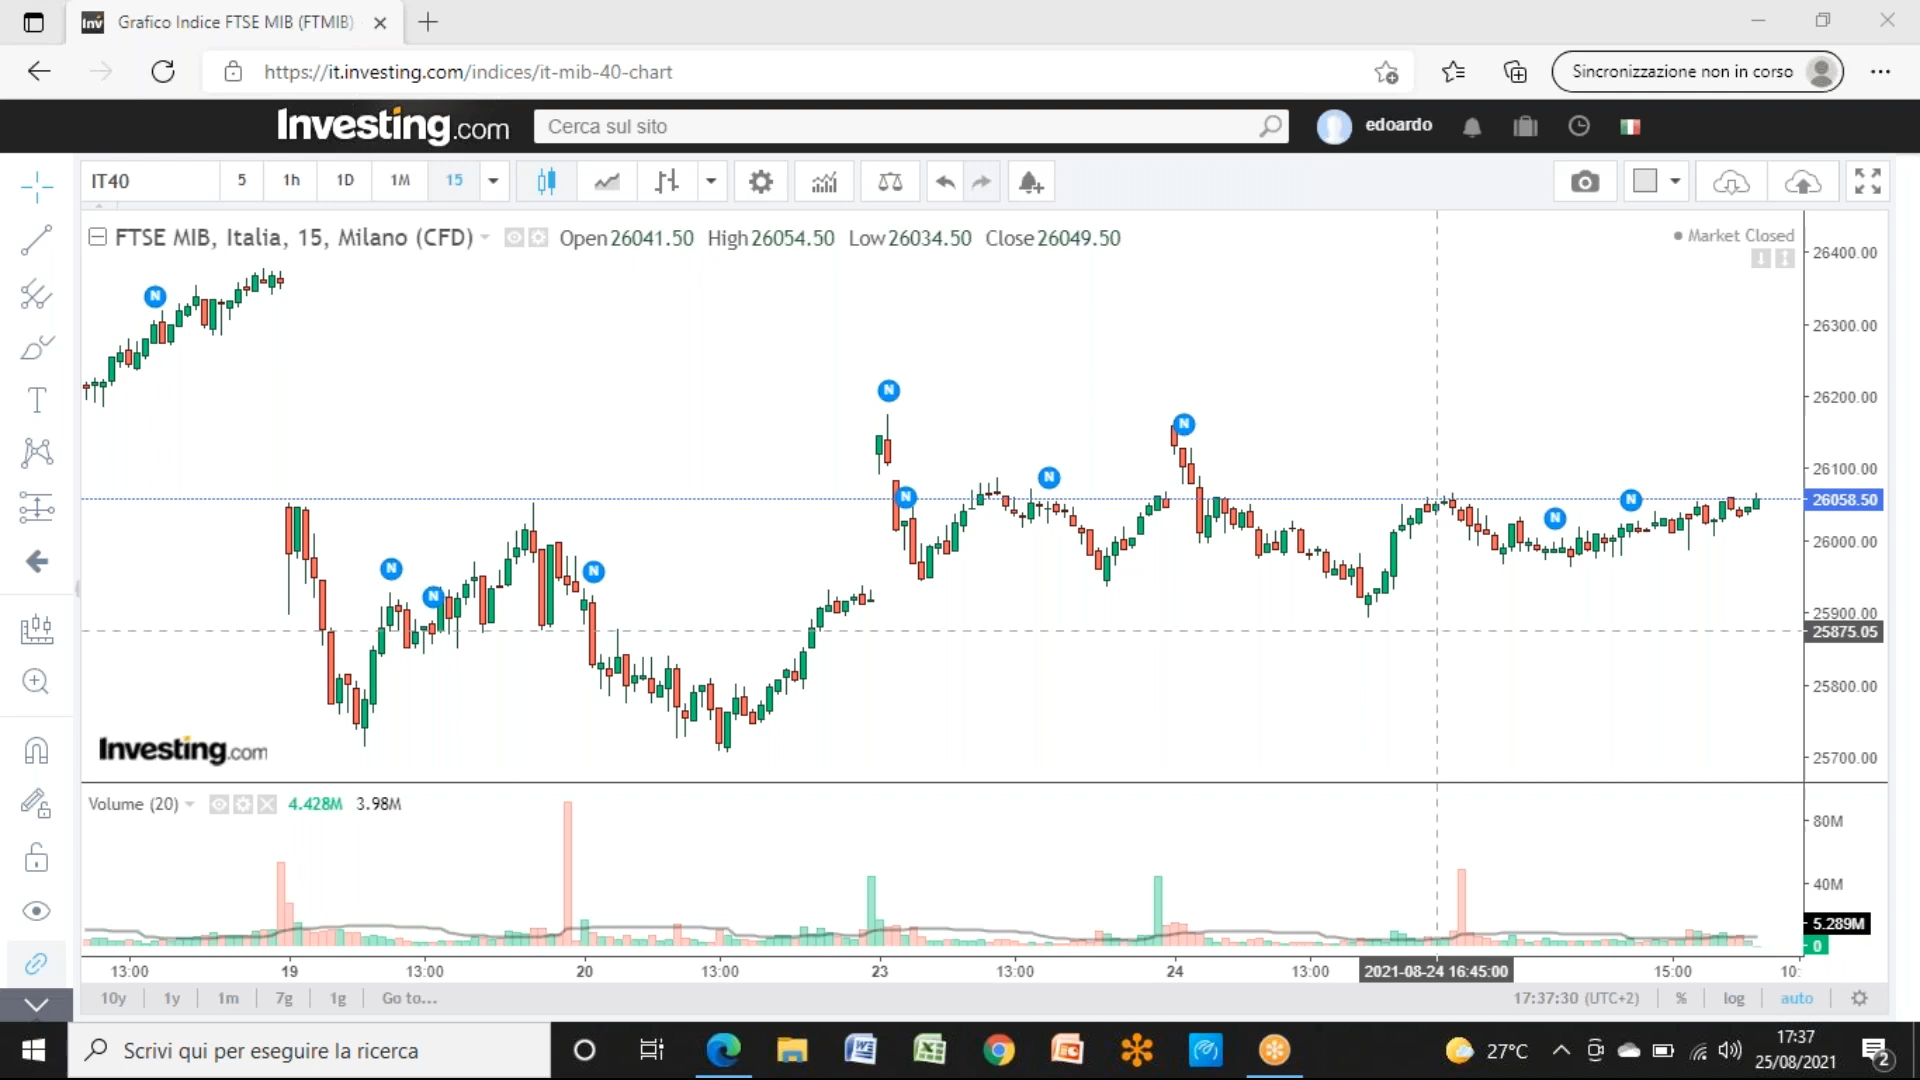 Inv Grafico Indice FTSE MIB (FTMIB)
https://it.investing.com/indices/it-mib-40-chart
Sincronizzazione non in corso
Investing.com
Cerca sul sito
edoardo
IT40
5
1h
1D
1M
15
FTSE MIB, Italia, 15, Milano (CFD)
Open 26041.50 High 26054.50 Low 26034.50 Close 26049.50
Market Closed
26400.00
26300.00
N
26200.00
N
N
26100.00
N
N
26058.50
N
N
26000.00
N
N
N
25900.00
25875.05
25800.00
25700.00
Investing.com
Volume (20)
4.428M 3.98M
80M
40M
5.289M
0
13:00
19
13:00
20
13:00
23
13:00
24
13:00
2021-08-24 16:45:00
15:00
10:
10y
1y
1m
7g
1g
Go to...
17:37:30 (UTC+2)
%
log
auto
Scrivi qui per eseguire la ricerca
27°C
17:37
25/08/2021
2